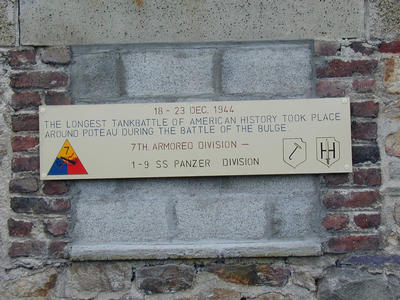 18 - 23 DEC. 1944
THE LONGEST TANKBATTLE OF AMERICAN HISTORY TOOK PLACE
AROUND POTEAU DURING THE BATTLE OF THE BULGE.
7TH. ARMORED DIVISION -
1-9 SS PANZER DIVISION
7